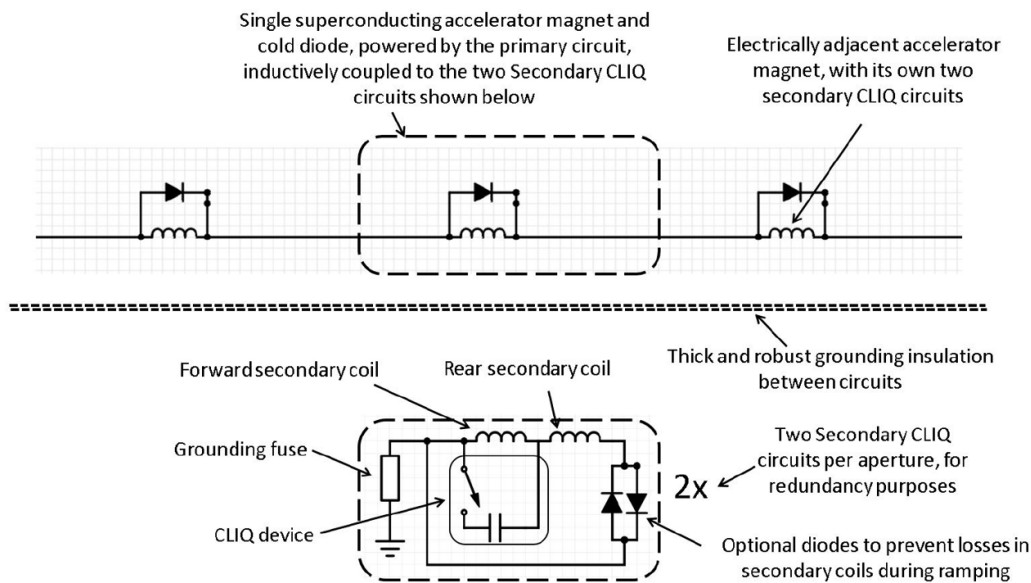 Single superconducting accelerator magnet and
cold diode, powered by the primary circuit,
inductively coupled to the two Secondary CLIQ
circuits shown below
Electrically adjacent accelerator
magnet, with its own two
secondary CLIQ circuits
Thick and robust grounding insulation
between circuits
Forward secondary coil
Rear secondary coil
Grounding fuse
CLIQ device
2x
Two Secondary CLIQ
circuits per aperture, for
redundancy purposes
Optional diodes to prevent losses in
secondary coils during ramping